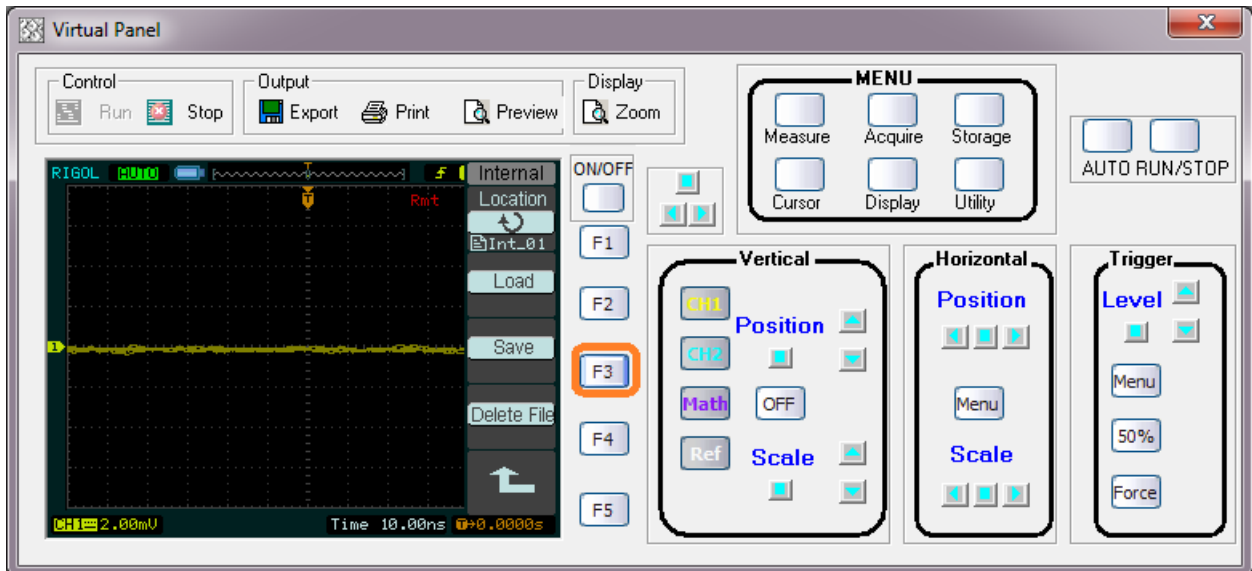 Virtual Panel
Control
Run
Stop
Output
Export
Print
Preview
Display
Zoom
MENU
Measure
Acquire
Storage
Cursor
Display
Utility
AUTO RUN/STOP
RIGOL AUTO
T
T
Rmt
1
CH1 2.00mV
Time 10.00ns T→0.0000s
Internal
Location
Int_01
Load
Save
Delete File
ON/OFF
F1
F2
F3
F4
F5
Vertical
CH1
CH2
Math
Ref
Position
OFF
Scale
Horizontal
Position
Menu
Scale
Trigger
Level
Menu
50%
Force